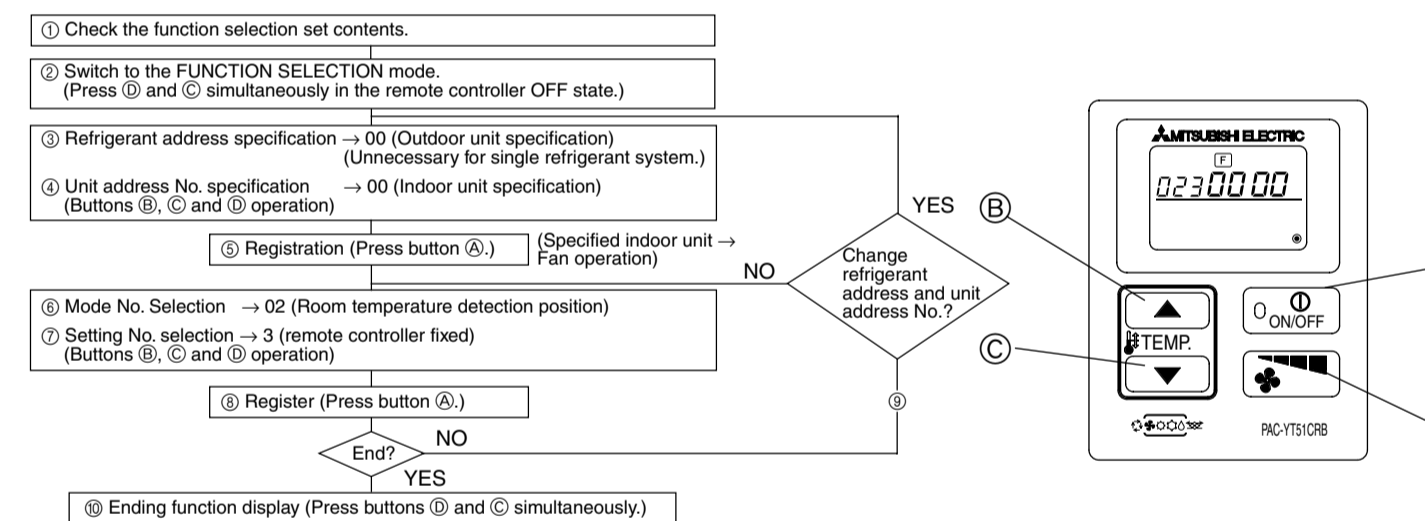 ① Check the function selection set contents.
② Switch to the FUNCTION SELECTION mode.
(Press Ⓓ and Ⓒ simultaneously in the remote controller OFF state.)
③ Refrigerant address specification → 00 (Outdoor unit specification)
(Unnecessary for single refrigerant system.)
④ Unit address No. specification → 00 (Indoor unit specification)
(Buttons Ⓑ, Ⓒ and Ⓓ operation)
⑤ Registration (Press button Ⓐ.)
(Specified indoor unit →
Fan operation)
⑥ Mode No. Selection → 02 (Room temperature detection position)
⑦ Setting No. selection → 3 (remote controller fixed)
(Buttons Ⓑ, Ⓒ and Ⓓ operation)
⑧ Register (Press button Ⓐ.)
End?
NO
YES
⑩ Ending function display (Press buttons Ⓓ and Ⓒ simultaneously.)
YES
NO
Change
refrigerant
address and unit
address No.?
⑨
Ⓑ
Ⓒ
MITSUBISHI ELECTRIC
F
0230000
ON/OFF
TEMP.
PAC-YT51CRB